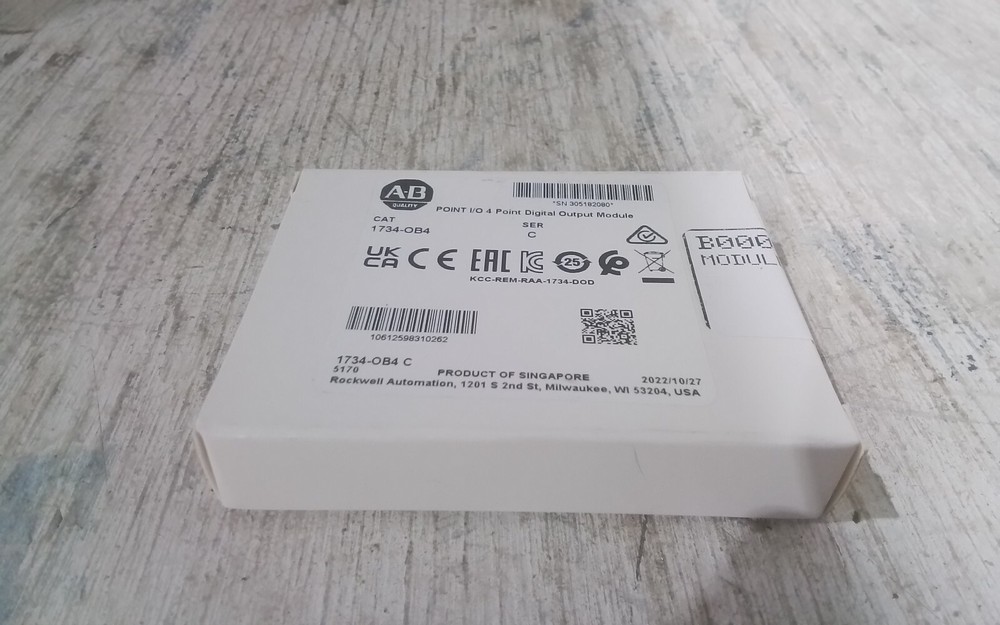 A-B
QUALITY
*SN 305182080*
POINT I/O 4 Point Digital Output Module
CAT
1734-OB4
SER
C
UK
CA
CE
EAC
KC
25
KCC-REM-RAA-1734-DOD
B000
MODUL
10612598310262
1734-OB4 C
5170
PRODUCT OF SINGAPORE
2022/10/27
Rockwell Automation, 1201 S 2nd St, Milwaukee, WI 53204, USA